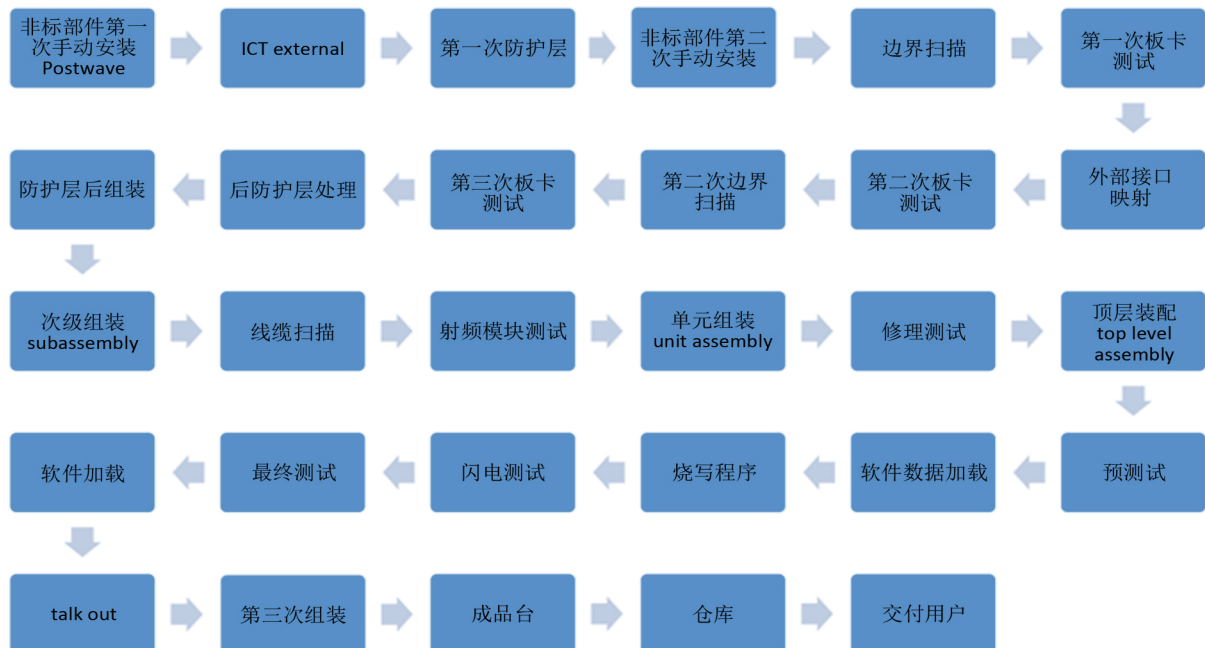 非标部件第一
次手动安装
Postwave
ICT external
第一次防护层
非标部件第二
次手动安装
边界扫描
第一次板卡
测试
外部接口
映射
第二次板卡
测试
第二次边界
扫描
第三次板卡
测试
后防护层处理
防护层后组装
次级组装
subassembly
线缆扫描
射频模块测试
单元组装
unit assembly
修理测试
顶层装配
top level
assembly
预测试
软件数据加载
烧写程序
闪电测试
最终测试
软件加载
talk out
第三次组装
成品台
仓库
交付用户